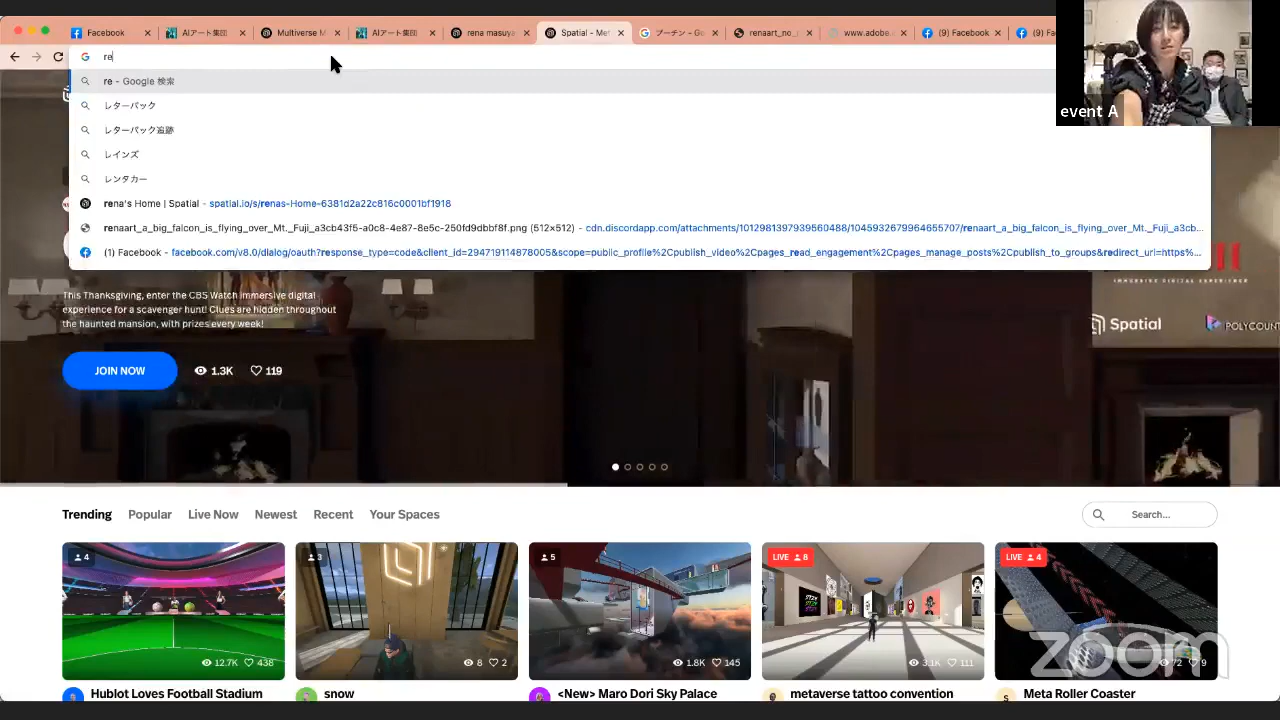 Facebook
AIアート集団
Multiverse M
AIアート集団
rena masuya
Spatial - Met
プーチン - Go
renaart_no_
www.adobe.
(9) Facebook
(9) Fa
re
re - Google 検索
レターパック
レターパック追跡
レインズ
レンタカー
rena's Home | Spatial - spatial.io/s/renas-Home-6381d2a22c816c0001bf1918
renaart_a_big_falcon_is_flying_over_Mt._Fuji_a3cb43f5-a0c8-4e87-8e5c-250fd9dbbf8f.png (512×512) - cdn.discordapp.com/attachments/1012981397939660488/1045932679964655707/renaart_a_big_falcon_is_flying_over_Mt._Fuji_a3cb...
(1) Facebook - facebook.com/v8.0/dialog/oauth?response_type=code&client_id=294719114878005&scope=public_profile%2Cpublish_video%2Cpages_read_engagement%2Cpages_manage_posts%2Cpublish_to_groups&redirect_uri=https%...
event A
IMMERSIVE DIGITAL EXPERIENCE
This Thanksgiving, enter the CBS Watch immersive digital
experience for a scavenger hunt! Clues are hidden throughout
the haunted mansion, with prizes every week!
Spatial
POLYCOUNT
JOIN NOW
1.3K
119
Trending
Popular
Live Now
Newest
Recent
Your Spaces
Search...
4
3
5
LIVE 8
LIVE 4
12.7K 438
8 2
1.8K 145
3.1K 111
72 9
zoom
Hublot Loves Football Stadium
snow
<New> Maro Dori Sky Palace
metaverse tattoo convention
S
Meta Roller Coaster